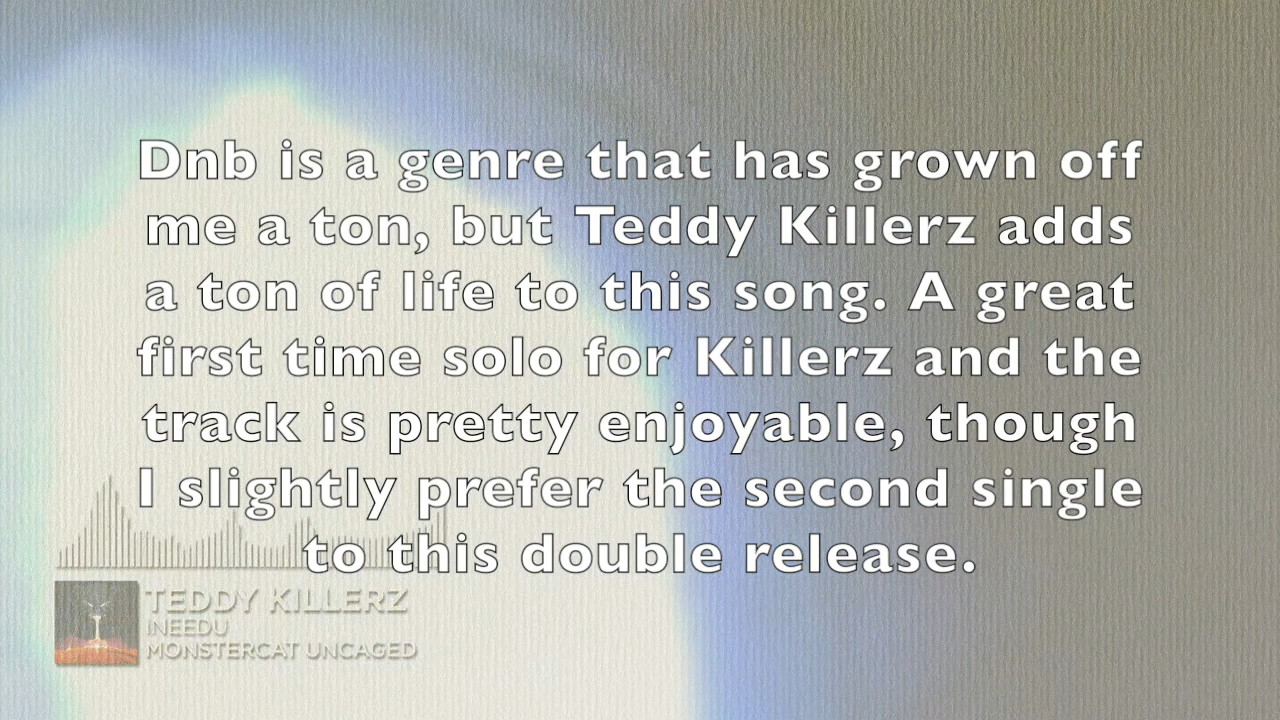 Dnb is a genre that has grown off
me a ton, but Teddy Killerz adds
a ton of life to this song. A great
first time solo for Killerz and the
track is pretty enjoyable, though
I slightly prefer the second single
to this double release.
TEDDY KILLERZ
INEEDU
MONSTERCAT UNCAGED